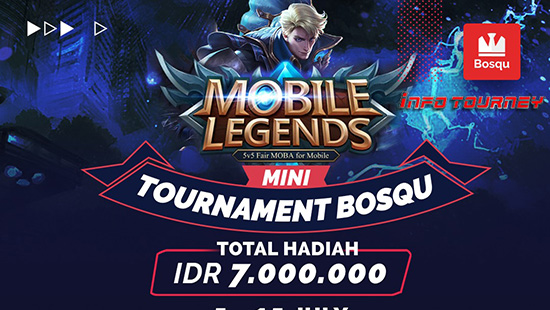 Bosqu
INFO TOURNEY
MOBILE
LEGENDS
5v5 Fair MOBA for Mobile
MINI
TOURNAMENT BOSQU
TOTAL HADIAH
IDR 7.000.000
JULY